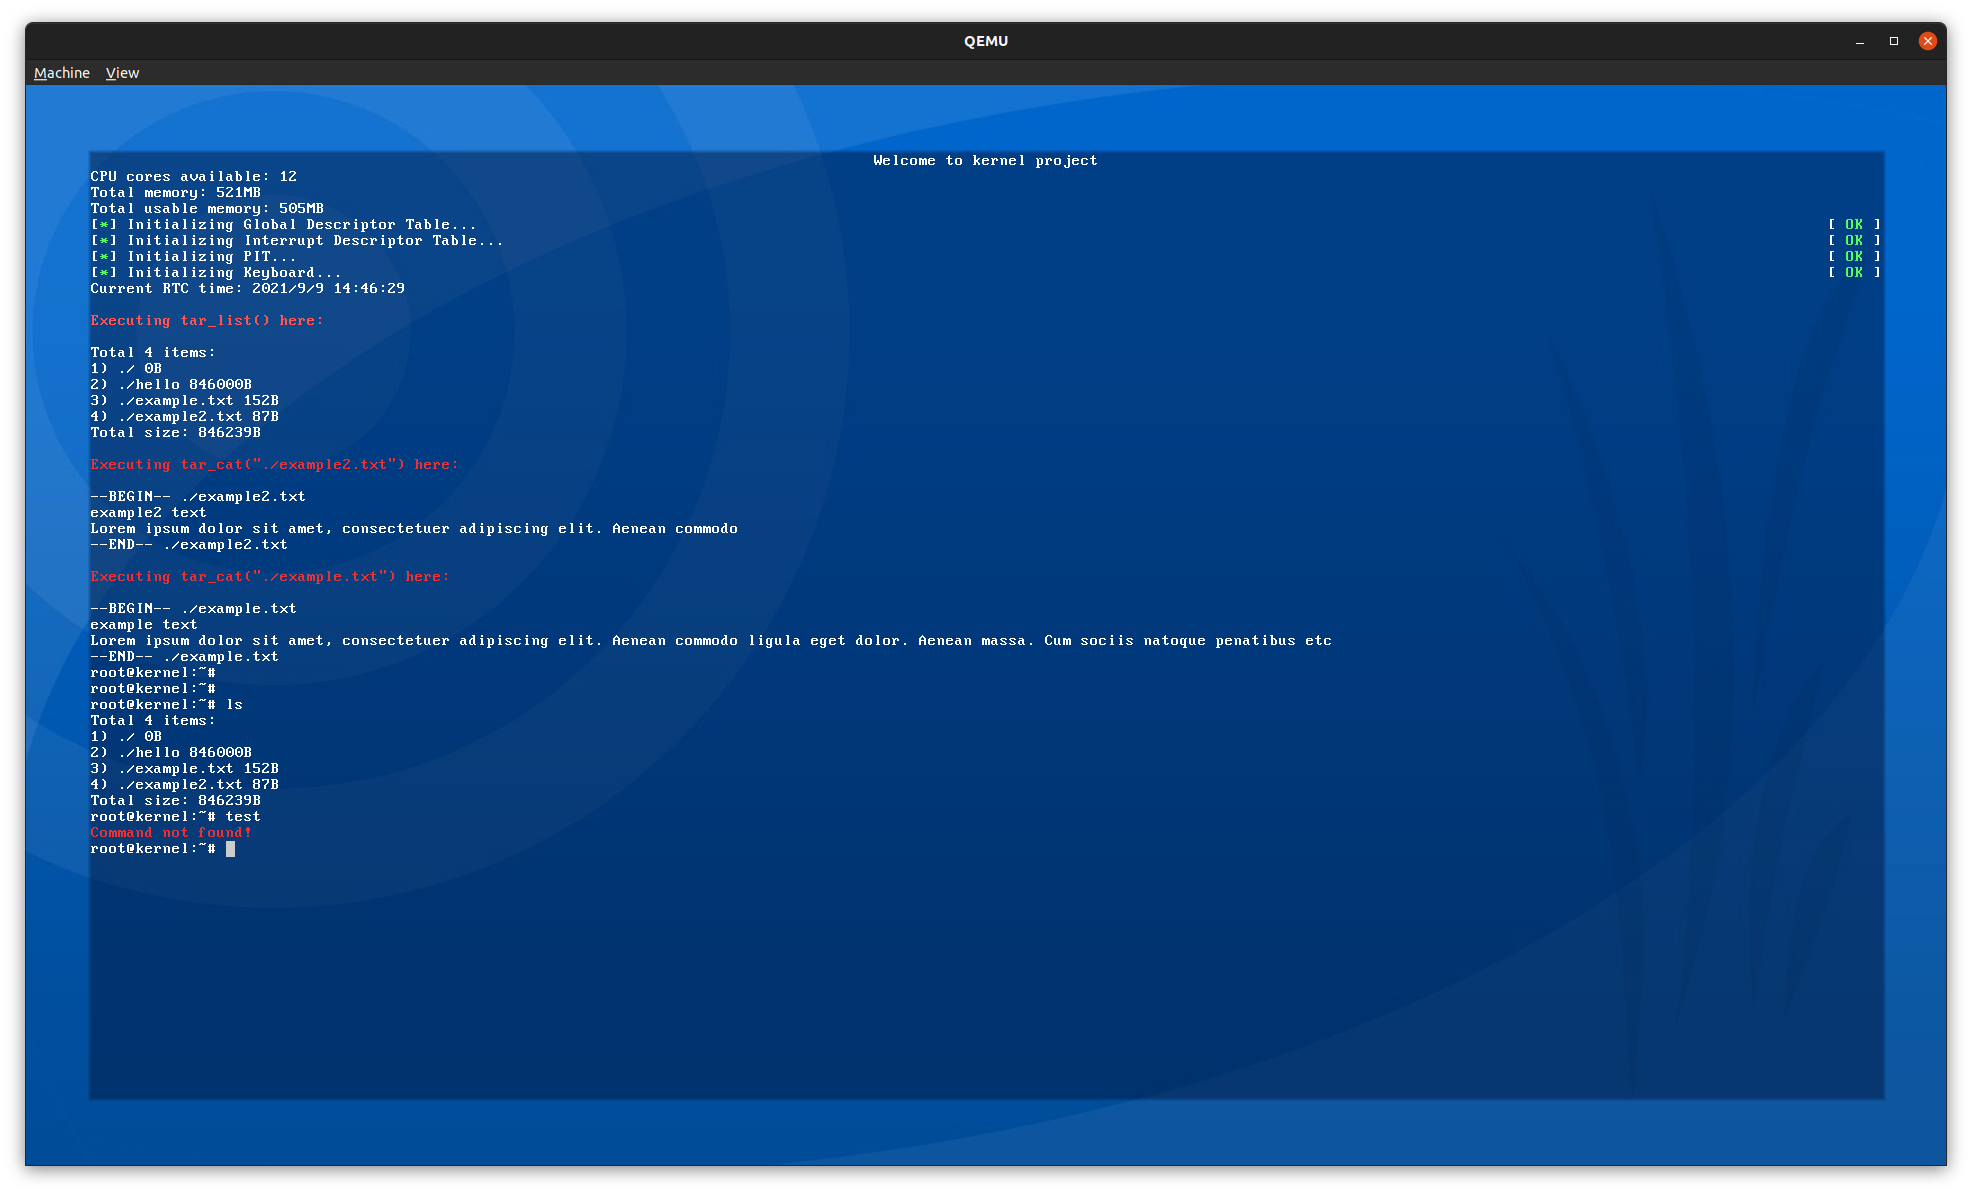 QEMU
Machine View
Welcome to kernel project
CPU cores available: 12
Total memory: 521MB
Total usable memory: 505MB
[*] Initializing Global Descriptor Table... [ OK ]
[*] Initializing Interrupt Descriptor Table... [ OK ]
[*] Initializing PIT... [ OK ]
[*] Initializing Keyboard... [ OK ]
Current RTC time: 2021/9/9 14:46:29
Executing tar_list() here:
Total 4 items:
1) ./ 0B
2) ./hello 846000B
3) ./example.txt 152B
4) ./example2.txt 87B
Total size: 846239B
Executing tar_cat("./example2.txt") here:
--BEGIN-- ./example2.txt
example2 text
Lorem ipsum dolor sit amet, consectetuer adipiscing elit. Aenean commodo
--END-- ./example2.txt
Executing tar_cat("./example.txt") here:
--BEGIN-- ./example.txt
example text
Lorem ipsum dolor sit amet, consectetuer adipiscing elit. Aenean commodo ligula eget dolor. Aenean massa. Cum sociis natoque penatibus etc
--END-- ./example.txt
root@kernel:~#
root@kernel:~#
root@kernel:~# ls
Total 4 items:
1) ./ 0B
2) ./hello 846000B
3) ./example.txt 152B
4) ./example2.txt 87B
Total size: 846239B
root@kernel:~# test
Command not found!
root@kernel:~#